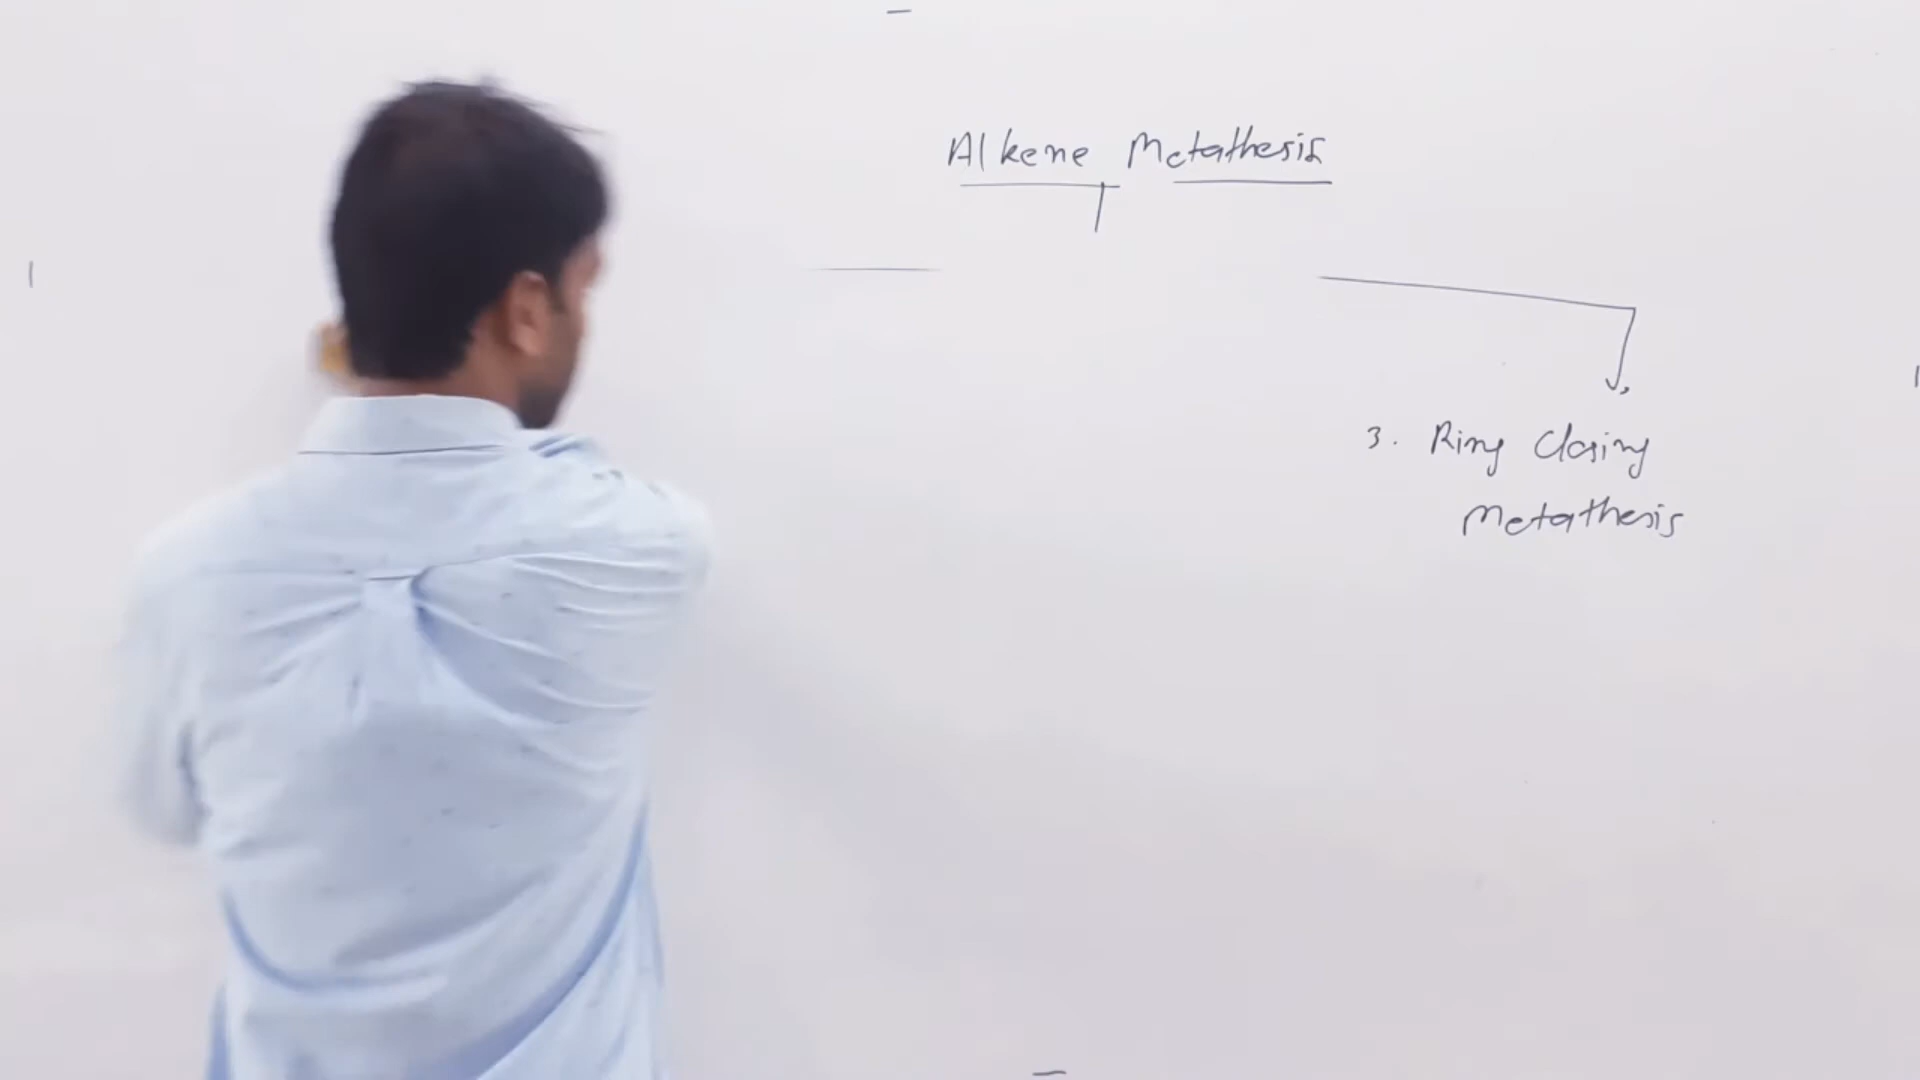 Alkene Metathesis
3. Ring Closing
Metathesis